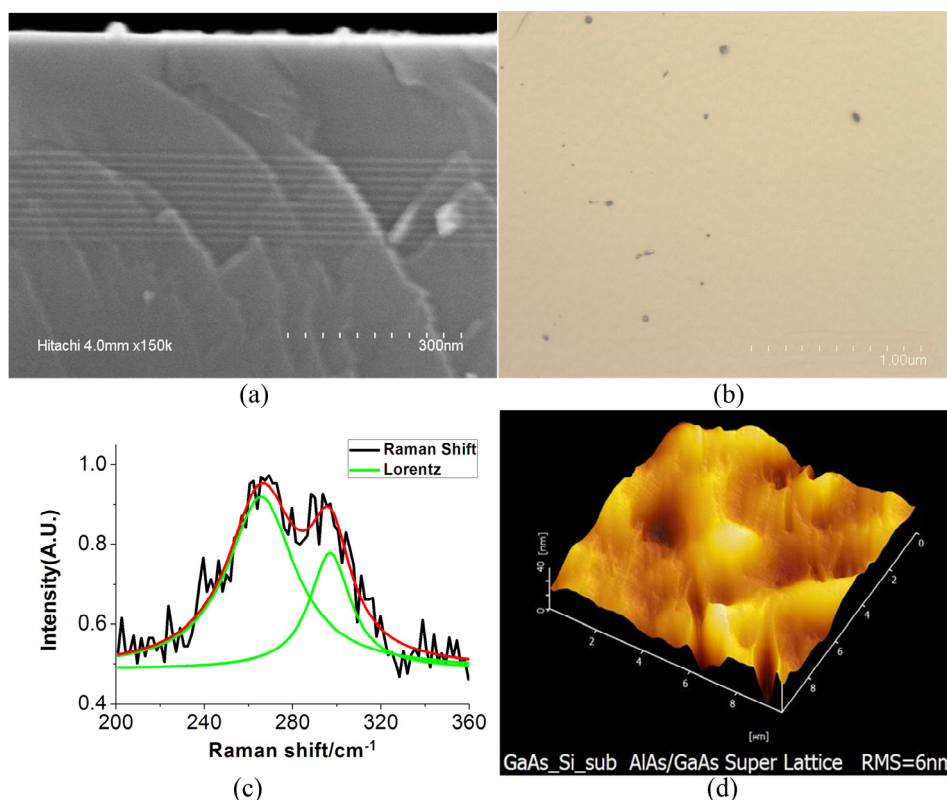 Hitachi 4.0mm x150k
300nm
1.00um
(a)
(b)
Raman Shift
Lorentz
1.0
0.8
0.6
0.4
Intensity(A.U.)
200 240 280 320 360
Raman shift/cm⁻¹
(c)
[nm]
40
0
2
4
6
8
0
2
4
6
8
[µm]
GaAs_Si_sub AlAs/GaAs Super Lattice RMS=6nm
(d)